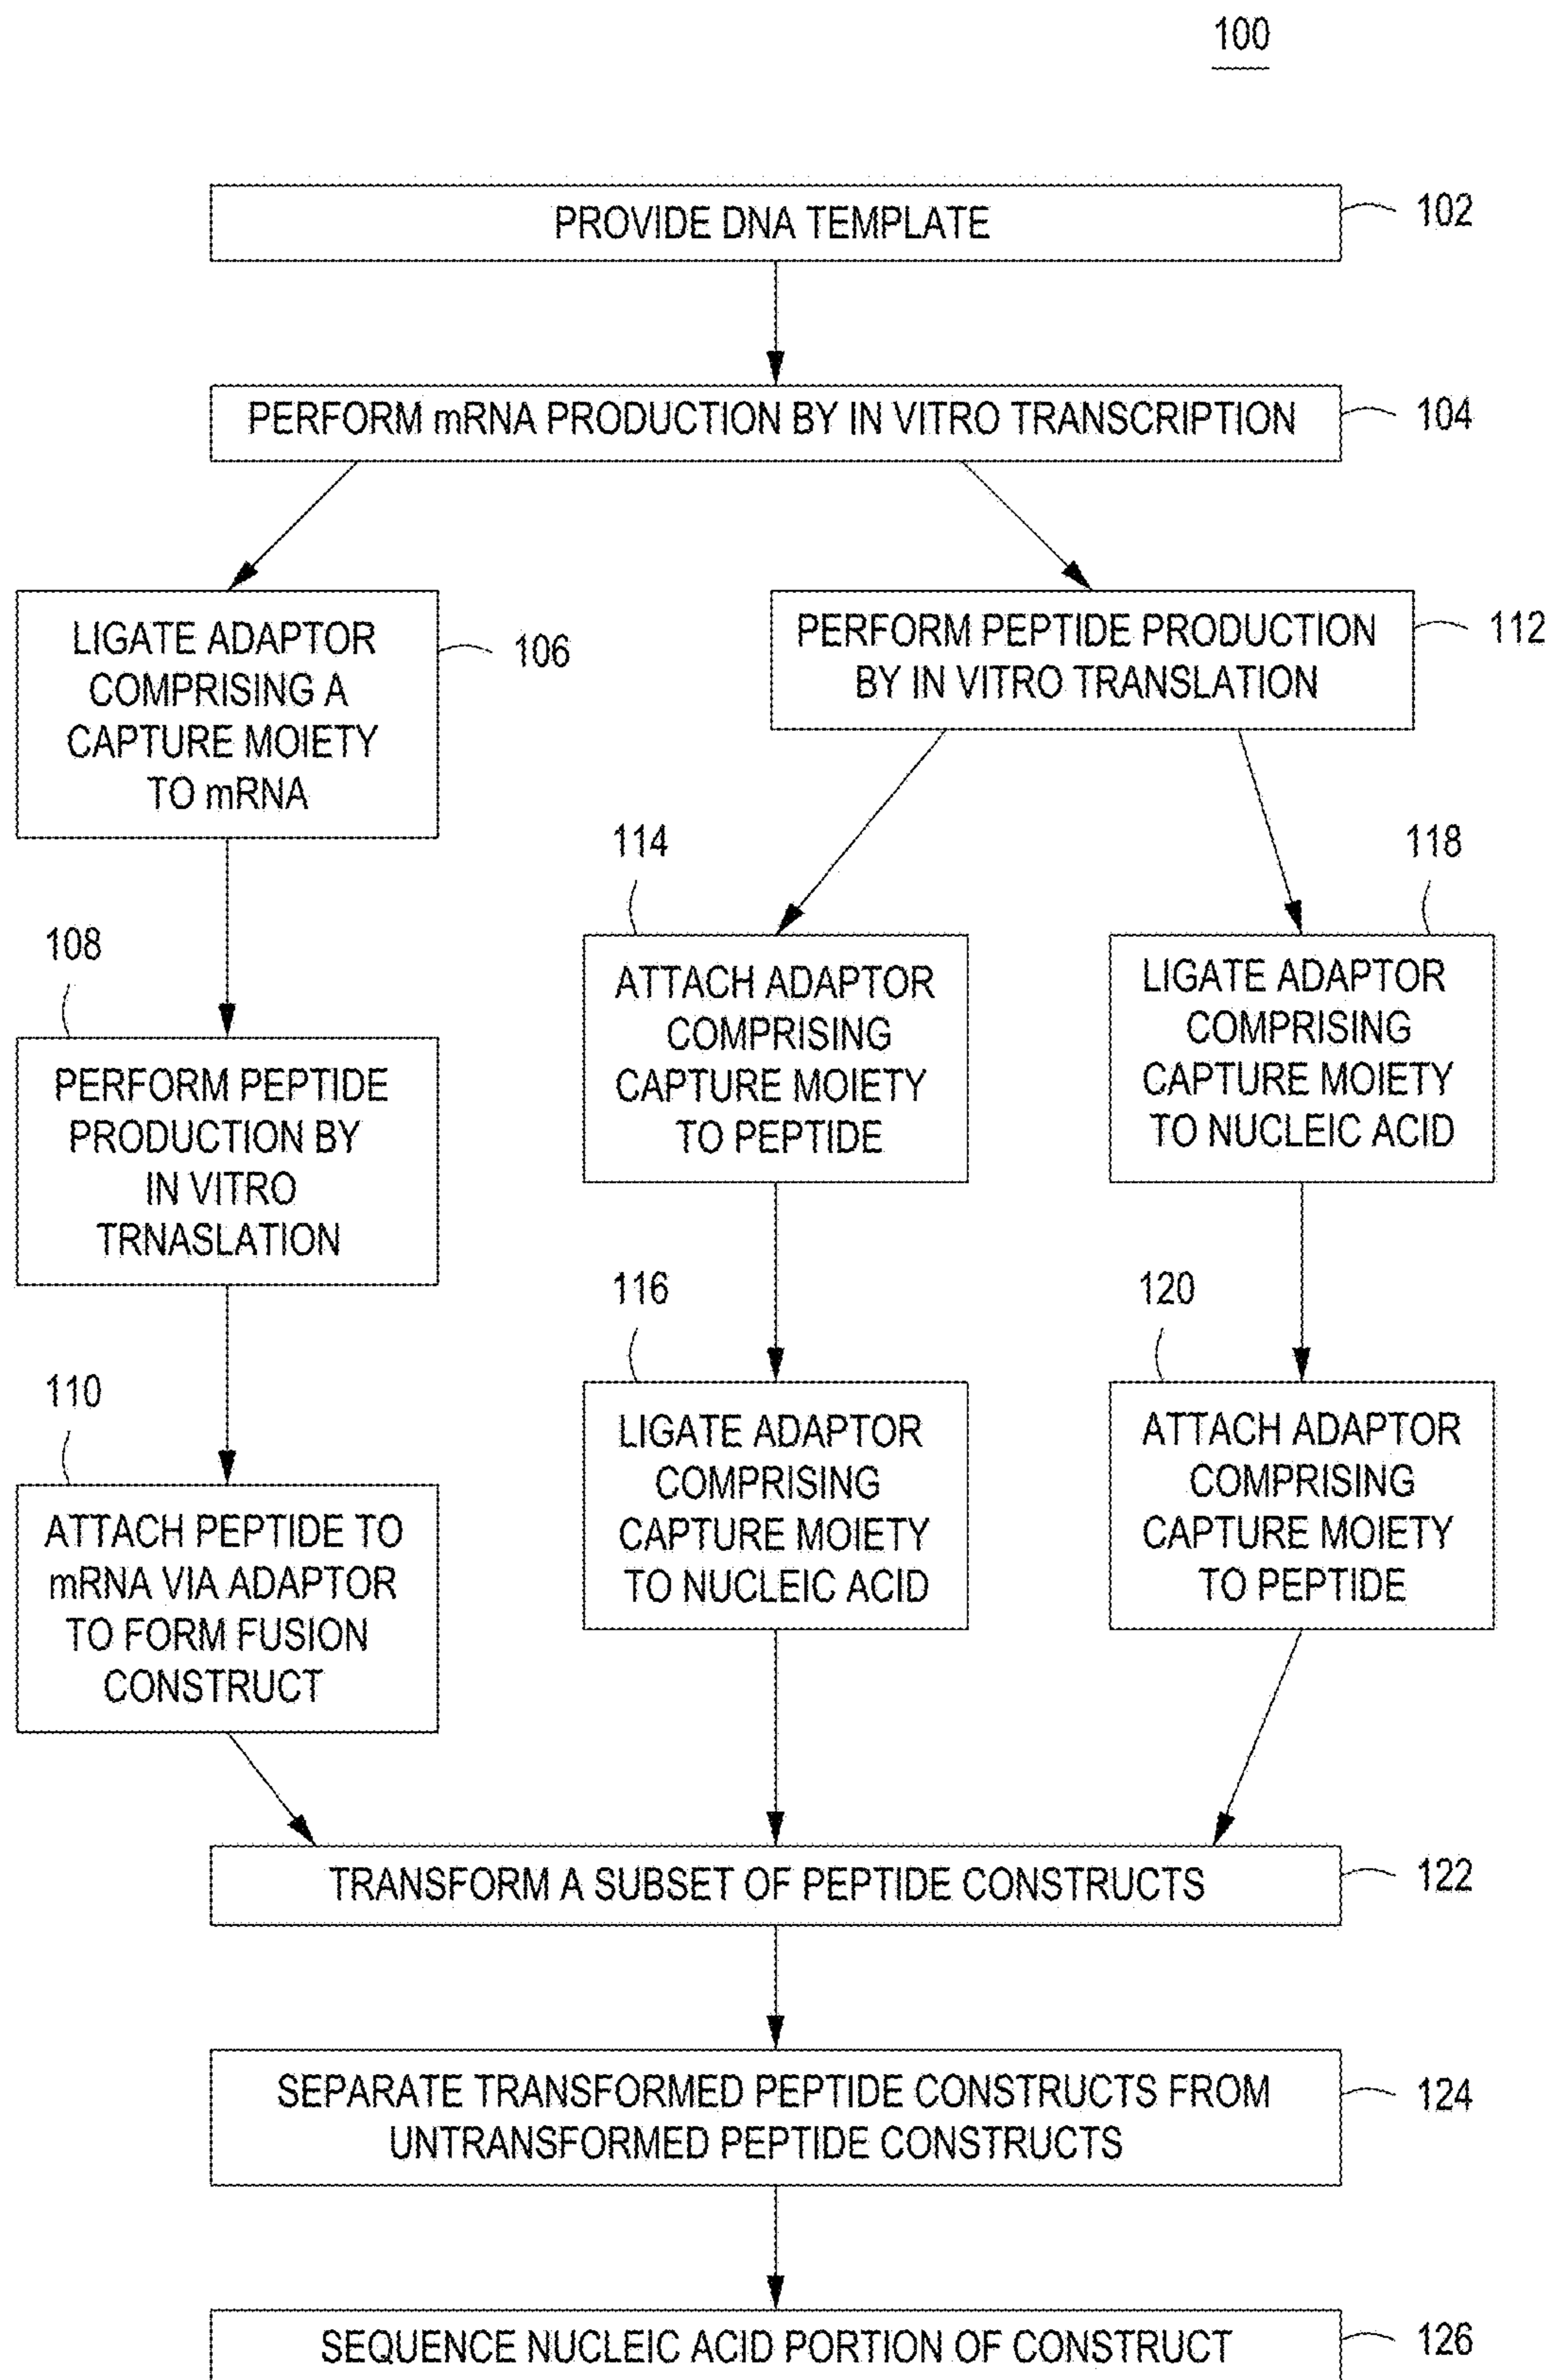 100
PROVIDE DNA TEMPLATE
102
PERFORM mRNA PRODUCTION BY IN VITRO TRANSCRIPTION
104
LIGATE ADAPTOR
COMPRISING A
CAPTURE MOIETY
TO mRNA
106
PERFORM PEPTIDE PRODUCTION
BY IN VITRO TRANSLATION
112
108
PERFORM PEPTIDE
PRODUCTION BY
IN VITRO
TRNASLATION
114
ATTACH ADAPTOR
COMPRISING
CAPTURE MOIETY
TO PEPTIDE
118
LIGATE ADAPTOR
COMPRISING
CAPTURE MOIETY
TO NUCLEIC ACID
110
ATTACH PEPTIDE TO
mRNA VIA ADAPTOR
TO FORM FUSION
CONSTRUCT
116
LIGATE ADAPTOR
COMPRISING
CAPTURE MOIETY
TO NUCLEIC ACID
120
ATTACH ADAPTOR
COMPRISING
CAPTURE MOIETY
TO PEPTIDE
TRANSFORM A SUBSET OF PEPTIDE CONSTRUCTS
122
SEPARATE TRANSFORMED PEPTIDE CONSTRUCTS FROM
UNTRANSFORMED PEPTIDE CONSTRUCTS
124
SEQUENCE NUCLEIC ACID PORTION OF CONSTRUCT
126